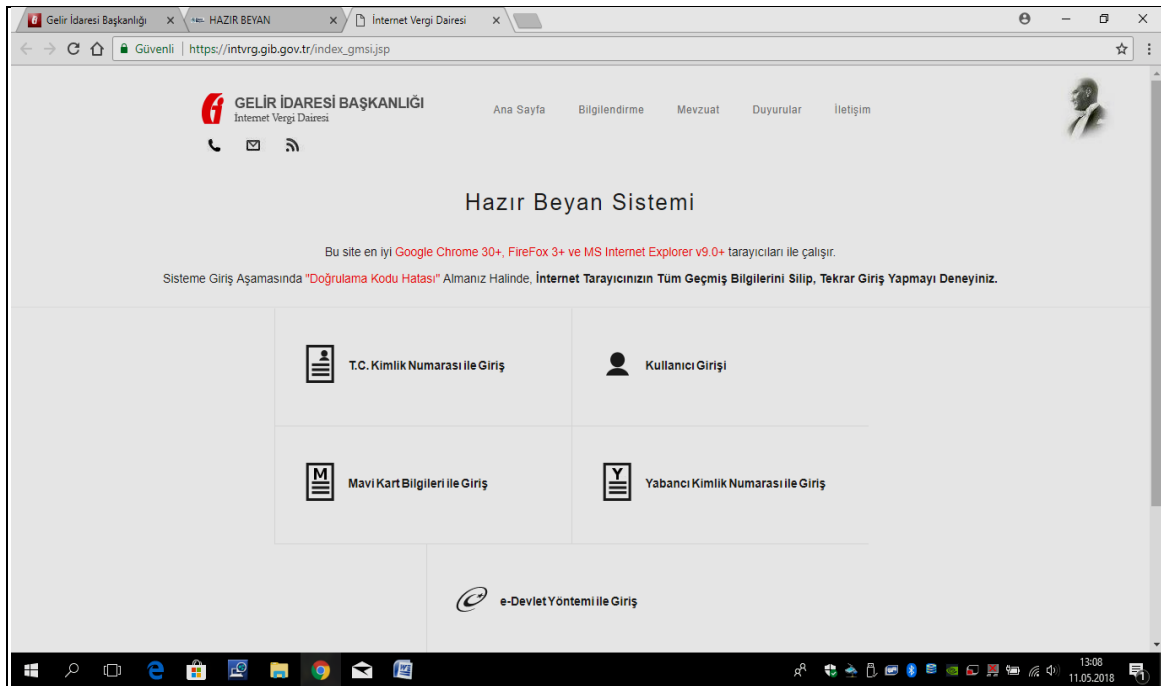 Gelir İdaresi Başkanlığı
HAZIR BEYAN
İnternet Vergi Dairesi
Güvenli | https://intvrg.gib.gov.tr/index_gmsi.jsp
GELİR İDARESİ BAŞKANLIĞI
İnternet Vergi Dairesi
Ana Sayfa Bilgilendirme Mevzuat Duyurular İletişim
Hazır Beyan Sistemi
Bu site en iyi Google Chrome 30+, FireFox 3+ ve MS Internet Explorer v9.0+ tarayıcıları ile çalışır.
Sisteme Giriş Aşamasında "Doğrulama Kodu Hatası" Almanız Halinde, İnternet Tarayıcınızın Tüm Geçmiş Bilgilerini Silip, Tekrar Giriş Yapmayı Deneyiniz.
T.C. Kimlik Numarası ile Giriş
Kullanıcı Girişi
M
Mavi Kart Bilgileri ile Giriş
Y
Yabancı Kimlik Numarası ile Giriş
e-Devlet Yöntemi ile Giriş
13:08
11.05.2018
1